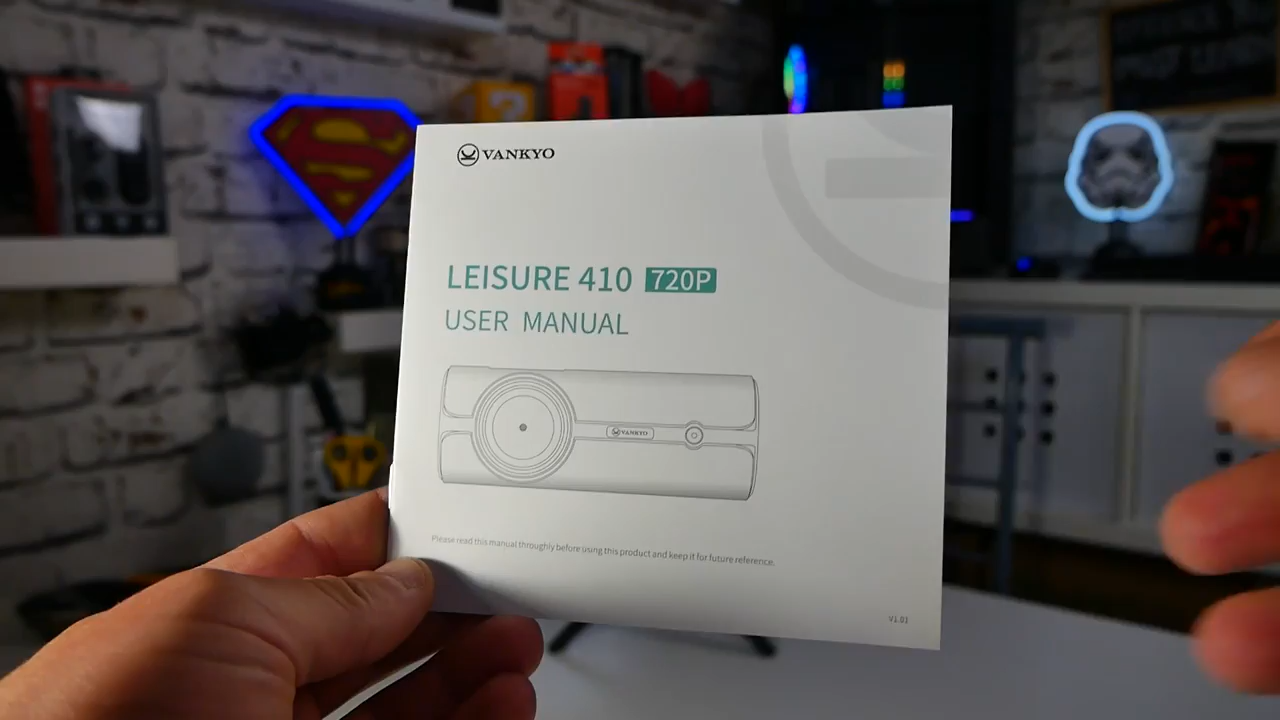 VANKYO
LEISURE 410 720P
USER MANUAL
VANKYO
Please read this manual throughly before using this product and keep it for future reference.
V1.01